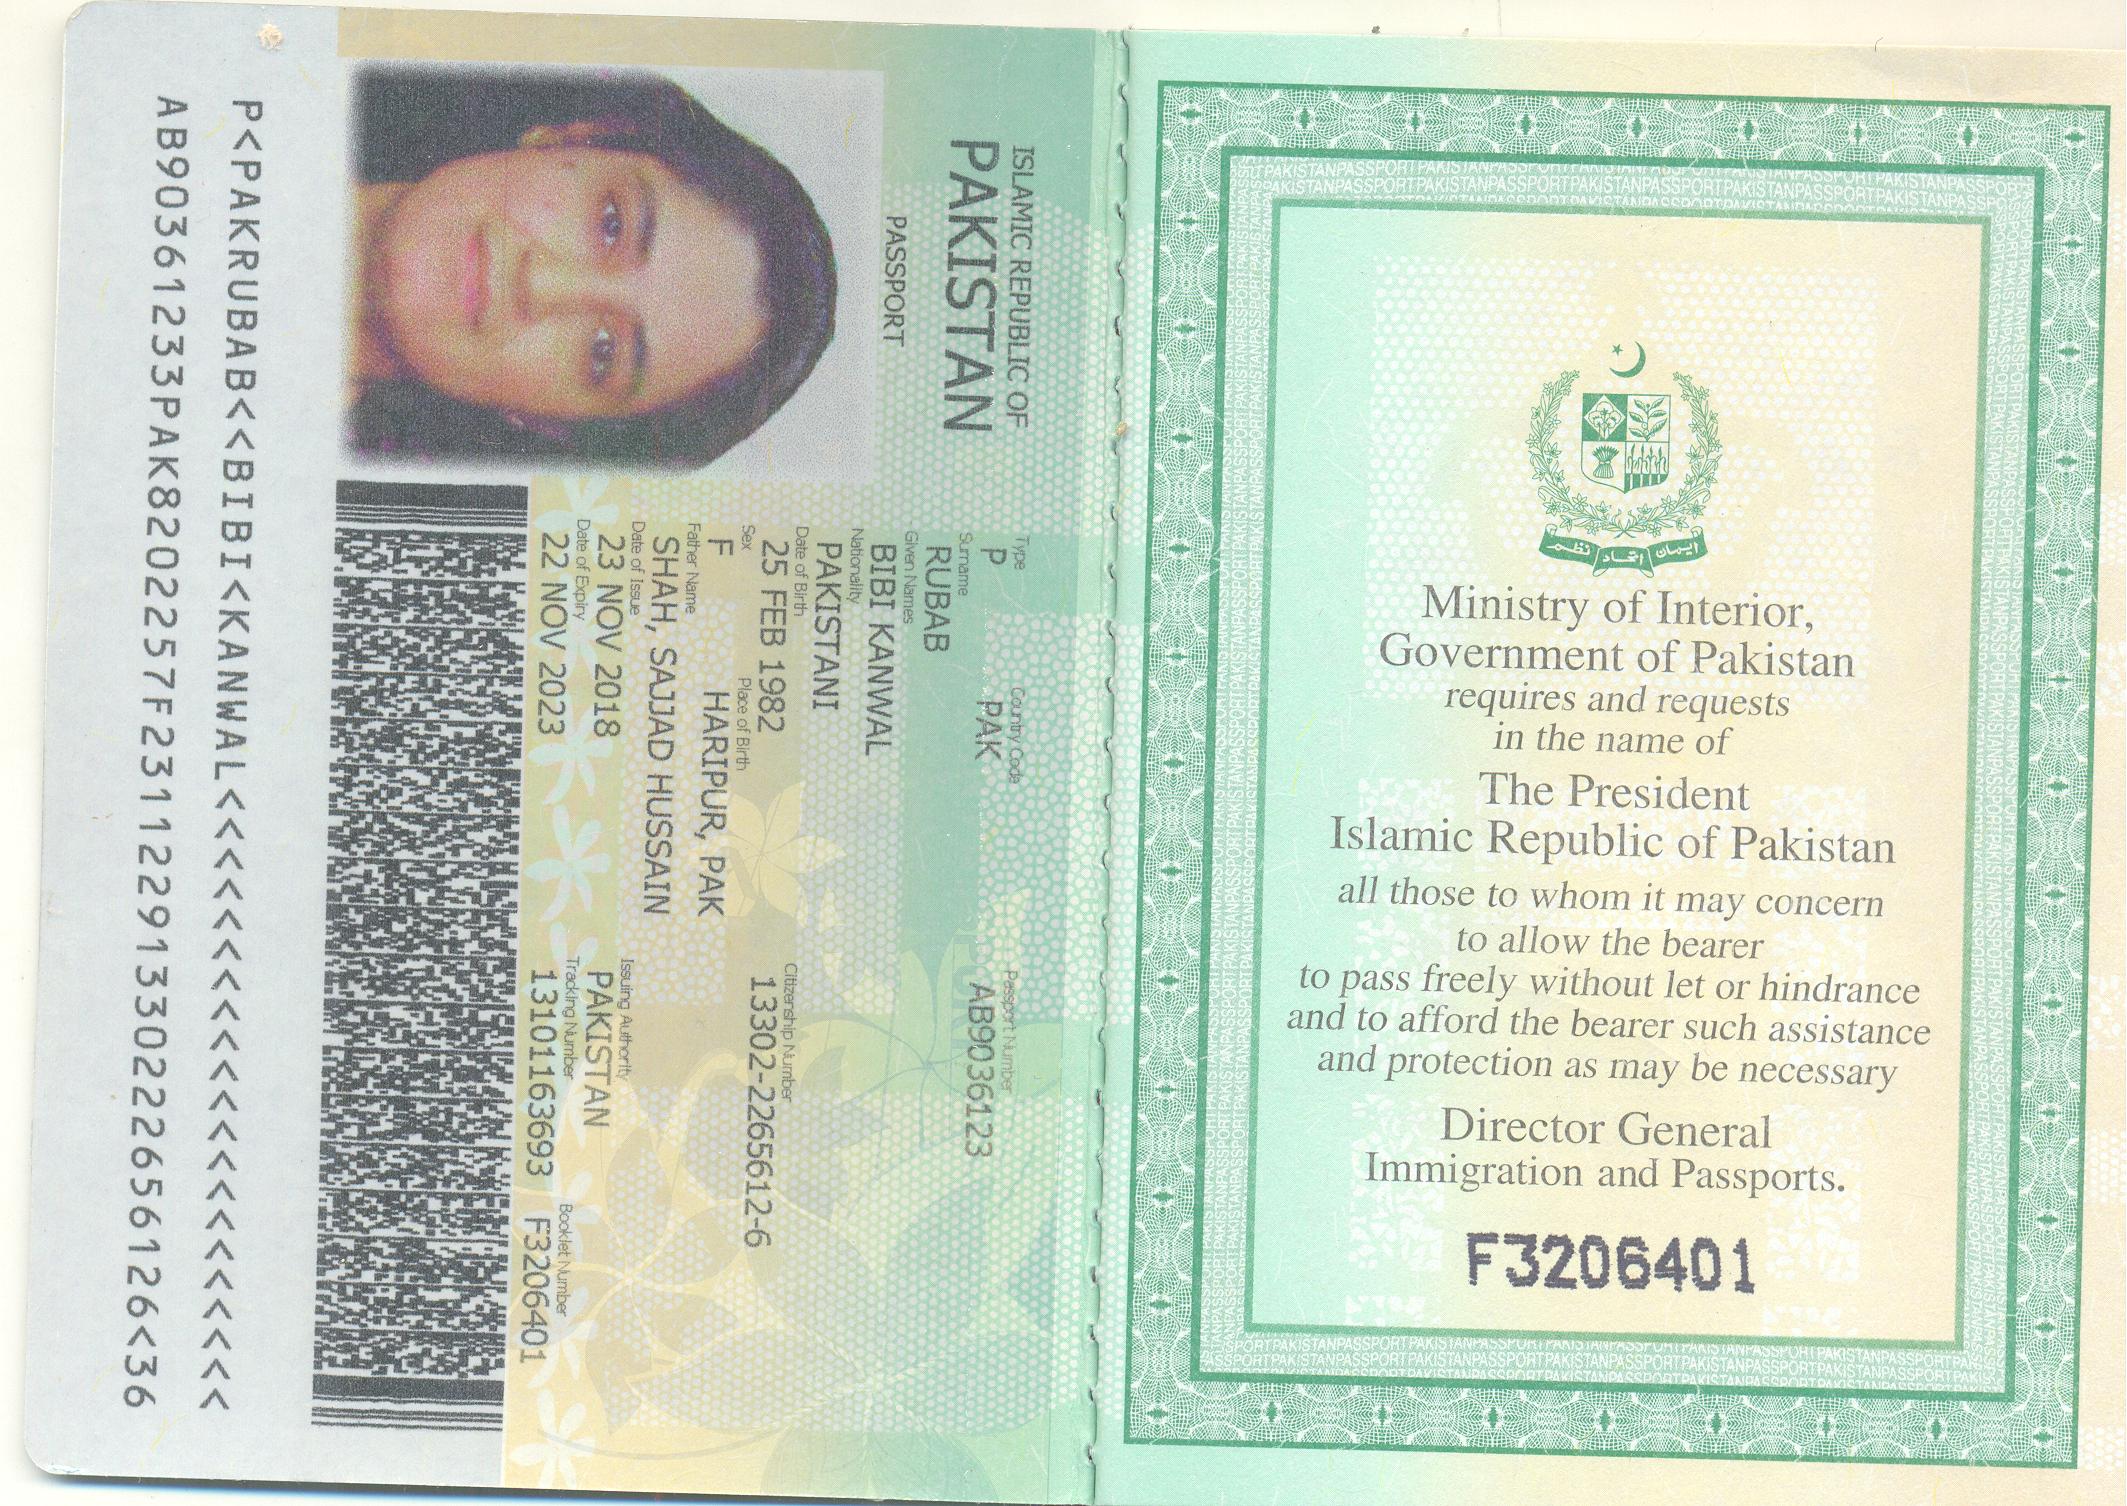 ISLAMIC REPUBLIC OF
PAKISTAN
PASSPORT
Type
Country Code
Passport Number
P
PAK
AB9036123
Surname
RUBAB
Given Names
BIBI KANWAL
Nationality
PAKISTANI
Date of Birth
Citizenship Number
25 FEB 1982
13302-2265612-6
Sex
Place of Birth
F
HARIPUR, PAK
Father Name
SHAH, SAJJAD HUSSAIN
Date of Issue
Issuing Authority
23 NOV 2018
PAKISTAN
Date of Expiry
Tracking Number
Booklet Number
22 NOV 2023
13101163693
F3206401
P<PAKRUBAB<<BIBI<KANWAL<<<<<<<<<<<<<<<<<<<<<
AB90361233PAK8202257F23112291330222656126<36
ایمان اتحاد نظم
Ministry of Interior,
Government of Pakistan
requires and requests
in the name of
The President
Islamic Republic of Pakistan
all those to whom it may concern
to allow the bearer
to pass freely without let or hindrance
and to afford the bearer such assistance
and protection as may be necessary
Director General
Immigration and Passports.
F3206401